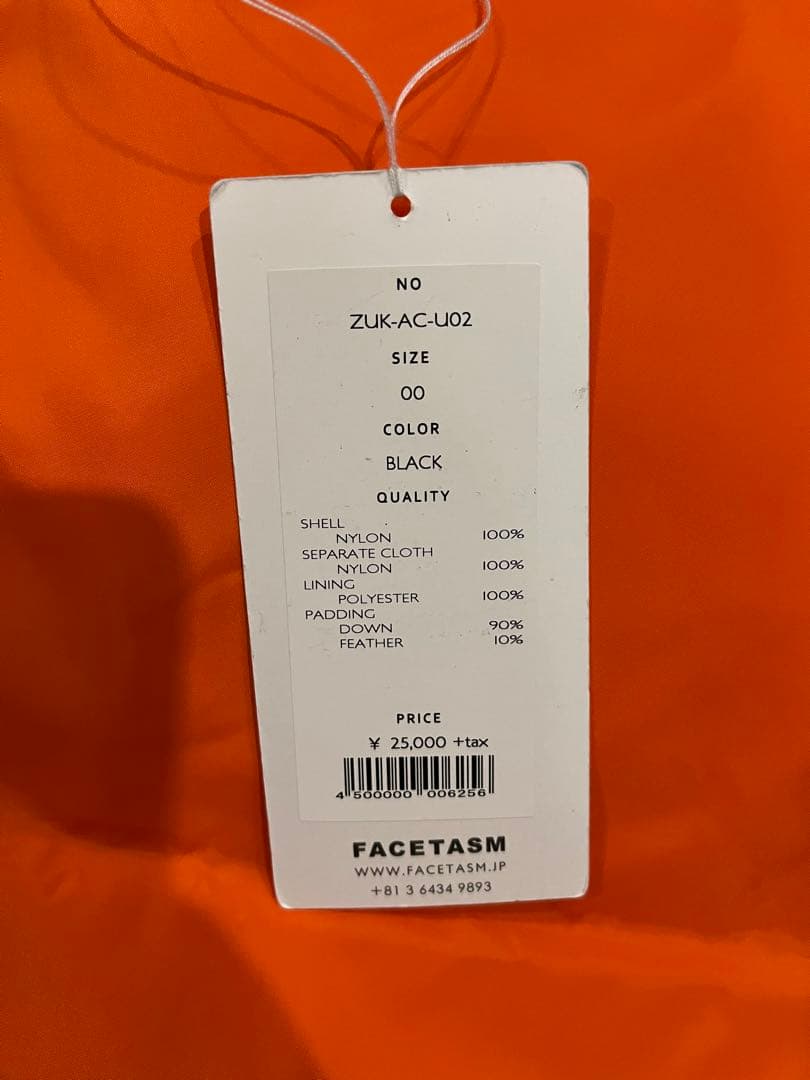 NO
ZUK-AC-U02
SIZE
00
COLOR
BLACK
QUALITY
SHELL
NYLON 100%
SEPARATE CLOTH
NYLON 100%
LINING
POLYESTER 100%
PADDING
DOWN 90%
FEATHER 10%
PRICE
¥ 25,000 +tax
4 500000 006256
FACETASM
WWW.FACETASM.JP
+81 3 6434 9893